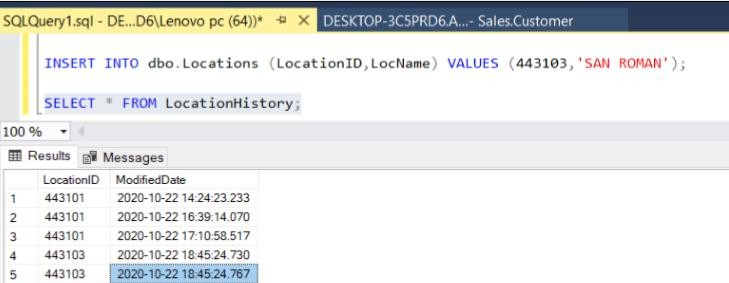 SQLQuery1.sql - DE...D6\Lenovo pc (64))* DESKTOP-3C5PRD6.A...- Sales.Customer
INSERT INTO dbo.Locations (LocationID,LocName) VALUES (443103,'SAN ROMAN');
SELECT * FROM LocationHistory;
100 %
Results Messages
LocationID ModifiedDate
1 443101 2020-10-22 14:24:23.233
2 443101 2020-10-22 16:39:14.070
3 443101 2020-10-22 17:10:58.517
4 443103 2020-10-22 18:45:24.730
5 443103 2020-10-22 18:45:24.767